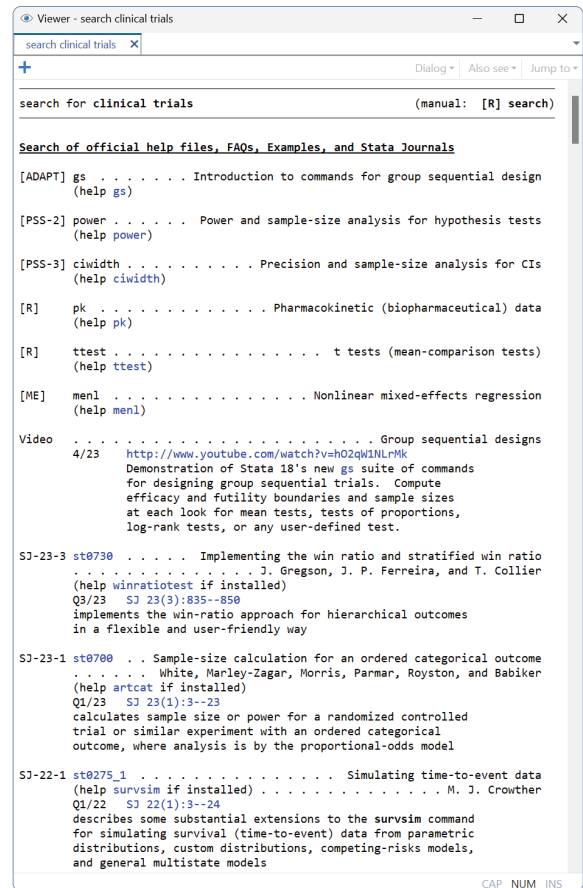 Viewer - search clinical trials
search clinical trials
Dialog Also see Jump to
search for clinical trials (manual: [R] search)
Search of official help files, FAQs, Examples, and Stata Journals
[ADAPT] gs . . . . . . . Introduction to commands for group sequential design
(help gs)
[PSS-2] power . . . . . . Power and sample-size analysis for hypothesis tests
(help power)
[PSS-3] ciwidth . . . . . . . . . . Precision and sample-size analysis for CIs
(help ciwidth)
[R] pk . . . . . . . . . . . . . Pharmacokinetic (biopharmaceutical) data
(help pk)
[R] ttest . . . . . . . . . . . . . . . . t tests (mean-comparison tests)
(help ttest)
[ME] menl . . . . . . . . . . . . . . . Nonlinear mixed-effects regression
(help menl)
Video . . . . . . . . . . . . . . . . . . . . . . . Group sequential designs
4/23 http://www.youtube.com/watch?v=hO2qW1NLrMk
Demonstration of Stata 18's new gs suite of commands
for designing group sequential trials. Compute
efficacy and futility boundaries and sample sizes
at each look for mean tests, tests of proportions,
log-rank tests, or any user-defined test.
SJ-23-3 st0730 . . . . . Implementing the win ratio and stratified win ratio
. . . . . . . . . . . . . . J. Gregson, J. P. Ferreira, and T. Collier
(help winratiotest if installed)
Q3/23 SJ 23(3):835--850
implements the win-ratio approach for hierarchical outcomes
in a flexible and user-friendly way
SJ-23-1 st0700 . . Sample-size calculation for an ordered categorical outcome
. . . . . . White, Marley-Zagar, Morris, Parmar, Royston, and Babiker
(help artcat if installed)
Q1/23 SJ 23(1):3--23
calculates sample size or power for a randomized controlled
trial or similar experiment with an ordered categorical
outcome, where analysis is by the proportional-odds model
SJ-22-1 st0275_1 . . . . . . . . . . . . . . . Simulating time-to-event data
(help survsim if installed) . . . . . . . . . . . . . . M. J. Crowther
Q1/22 SJ 22(1):3--24
describes some substantial extensions to the survsim command
for simulating survival (time-to-event) data from parametric
distributions, custom distributions, competing-risks models,
and general multistate models
CAP NUM INS